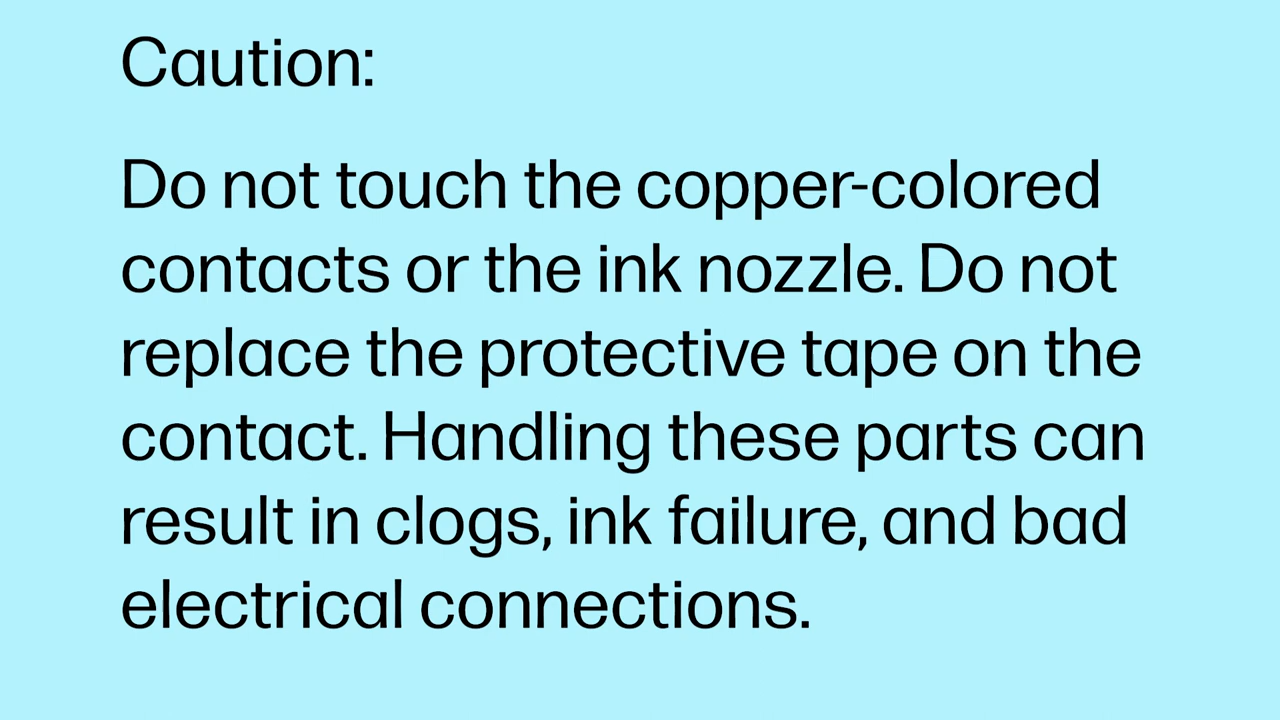 Caution:
Do not touch the copper-colored
contacts or the ink nozzle. Do not
replace the protective tape on the
contact. Handling these parts can
result in clogs, ink failure, and bad
electrical connections.